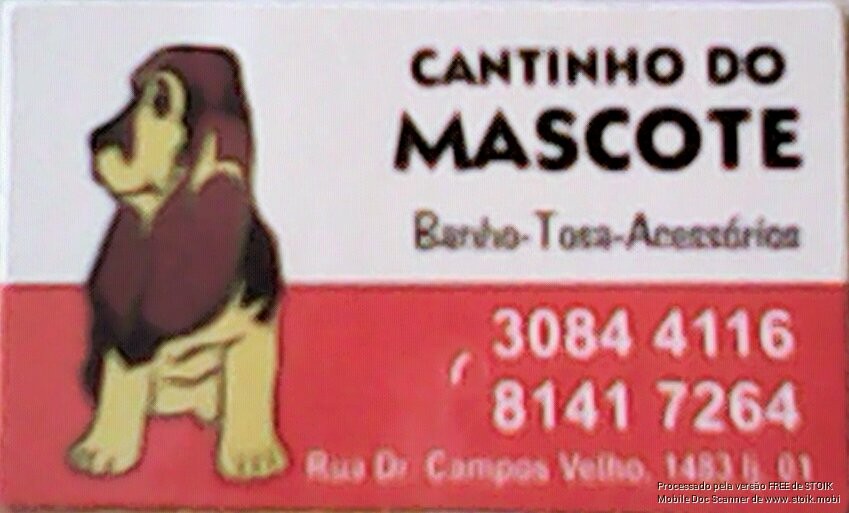 CANTINHO DO
MASCOTE
Banho-Tosa-Acessórios
3084 4116
8141 7264
Rua Dr. Campos Velho, 1483 lj. 01
Processado pela versão FREE de STOIK
Mobile Doc Scanner de www.stoik.mobi